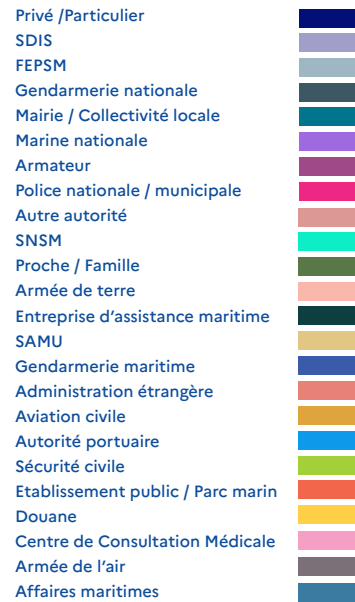 Privé /Particulier
SDIS
FEPSM
Gendarmerie nationale
Mairie / Collectivité locale
Marine nationale
Armateur
Police nationale / municipale
Autre autorité
SNSM
Proche / Famille
Armée de terre
Entreprise d'assistance maritime
SAMU
Gendarmerie maritime
Administration étrangère
Aviation civile
Autorité portuaire
Sécurité civile
Etablissement public / Parc marin
Douane
Centre de Consultation Médicale
Armée de l'air
Affaires maritimes